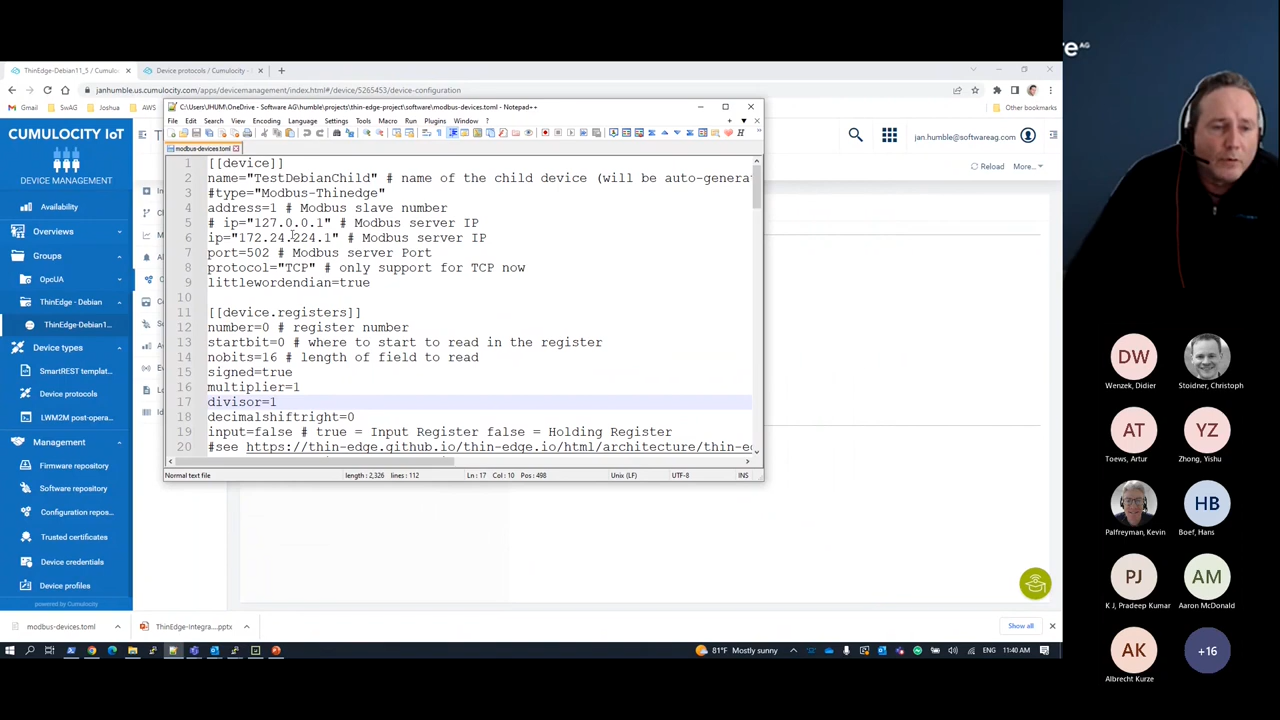 re AG
ThinEdge-Debian11_5 / Cumuloc
Device protocols / Cumulocity -
janhumble.us.cumulocity.com/apps/devicemanagement/index.html#/device/5265453/device-configuration
Gmail
SwAG
Joshua
AWS
Other bookmarks
C:\Users\JHUM\OneDrive - Software AG\humble\projects\thin-edge-project\software\modbus-devices.toml - Notepad++
File Edit Search View Encoding Language Settings Tools Macro Run Plugins Window ?
modbus-devices.toml
1 [[device]]
2 name="TestDataChild" # name of the child device (will be auto-genera
3 #type="Modbus-Thinedge"
4 address=1 # Modbus slave number
5 # ip="127.0.0.1" # Modbus server IP
6 ip="172.24.224.1" # Modbus server IP
7 port=502 # Modbus server Port
8 protocol="TCP" # only support for TCP now
9 littlewordendian=true
10
11 [[device.registers]]
12 number=0 # register number
13 startbit=0 # where to start to read in the register
14 nobits=16 # length of field to read
15 signed=true
16 multiplier=1
17 divisor=1
18 decimalshiftright=0
19 input=false # true = Input Register false = Holding Register
20 #see https://thin-edge.github.io/thin-edge.io/html/architecture/thin-e
Normal text file
length : 2,326 lines : 112
Ln : 17 Col : 10 Pos : 498
Unix (LF)
UTF-8
INS
CUMULOCITY IoT
DEVICE MANAGEMENT
Availability
Overviews
Groups
OpcUA
ThinEdge - Debian
ThinEdge-Debian1...
Device types
SmartREST templat...
Device protocols
LWM2M post-opera...
Management
Firmware repository
Software repository
Configuration repos...
Trusted certificates
Device credentials
Device profiles
powered by Cumulocity
jan.humble@softwareag.com
Reload
More...
modbus-devices.toml
ThinEdge-Integra....pptx
Show all
81°F Mostly sunny
ENG
11:40 AM
DW
Wenzek, Didier
Stoidner, Christoph
AT
Toews, Artur
YZ
Zhong, Yishu
Palfreyman, Kevin
HB
Boef, Hans
PJ
K J, Pradeep Kumar
AM
Aaron McDonald
AK
Albrecht Kurze
+16